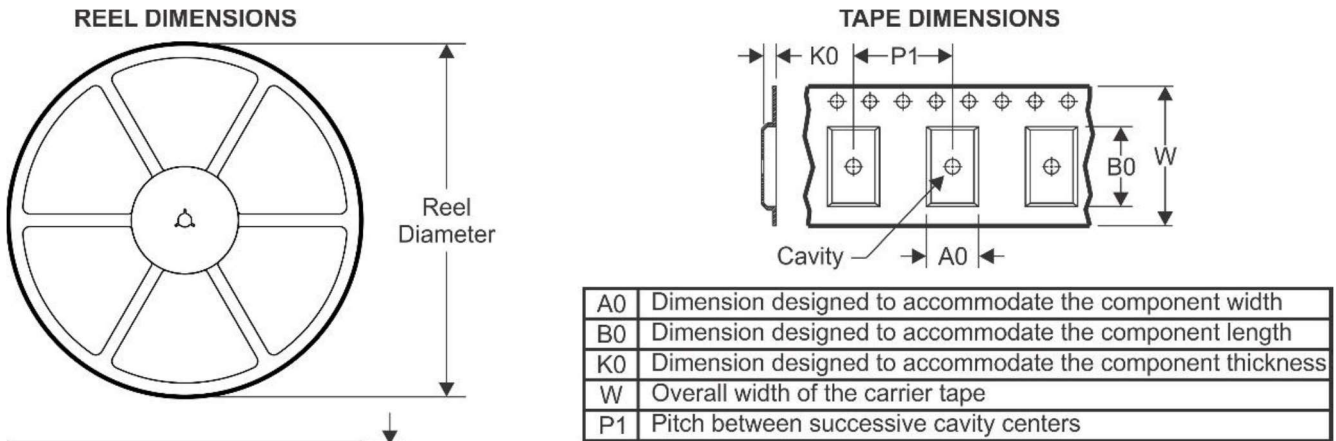 REEL DIMENSIONS
Reel
Diameter
TAPE DIMENSIONS
K0
P1
B0
W
Cavity
A0
A0 Dimension designed to accommodate the component width
B0 Dimension designed to accommodate the component length
K0 Dimension designed to accommodate the component thickness
W Overall width of the carrier tape
P1 Pitch between successive cavity centers